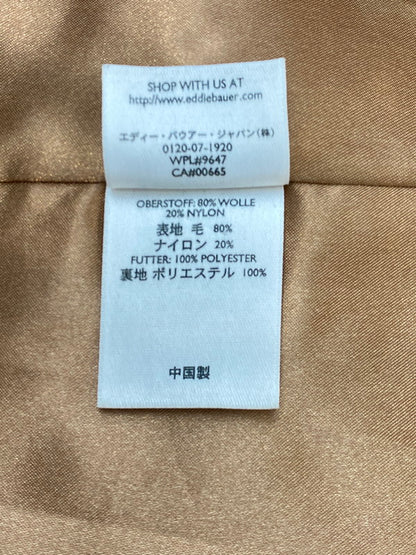 SHOP WITH US AT
http://www.eddiebauer.com
エディー・バウアー・ジャパン(株)
0120-07-1920
WPL#9647
CA#00665
OBERSTOFF: 80% WOLLE
20% NYLON
表地 毛 80%
ナイロン 20%
FUTTER: 100% POLYESTER
裏地 ポリエステル 100%
中国製